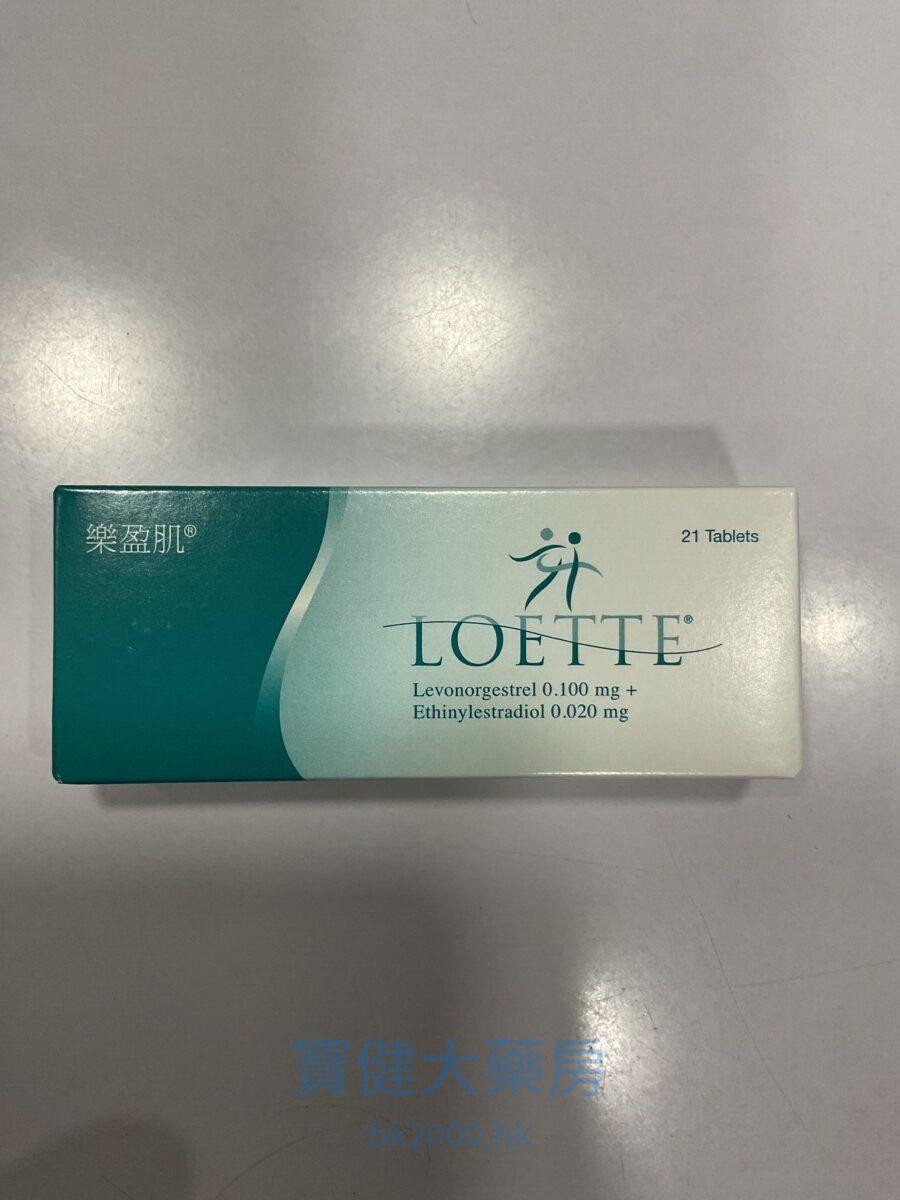 樂盈肌®
21 Tablets
LOETTE®
Levonorgestrel 0.100 mg +
Ethinylestradiol 0.020 mg
寶健大藥房
bk2000.hk